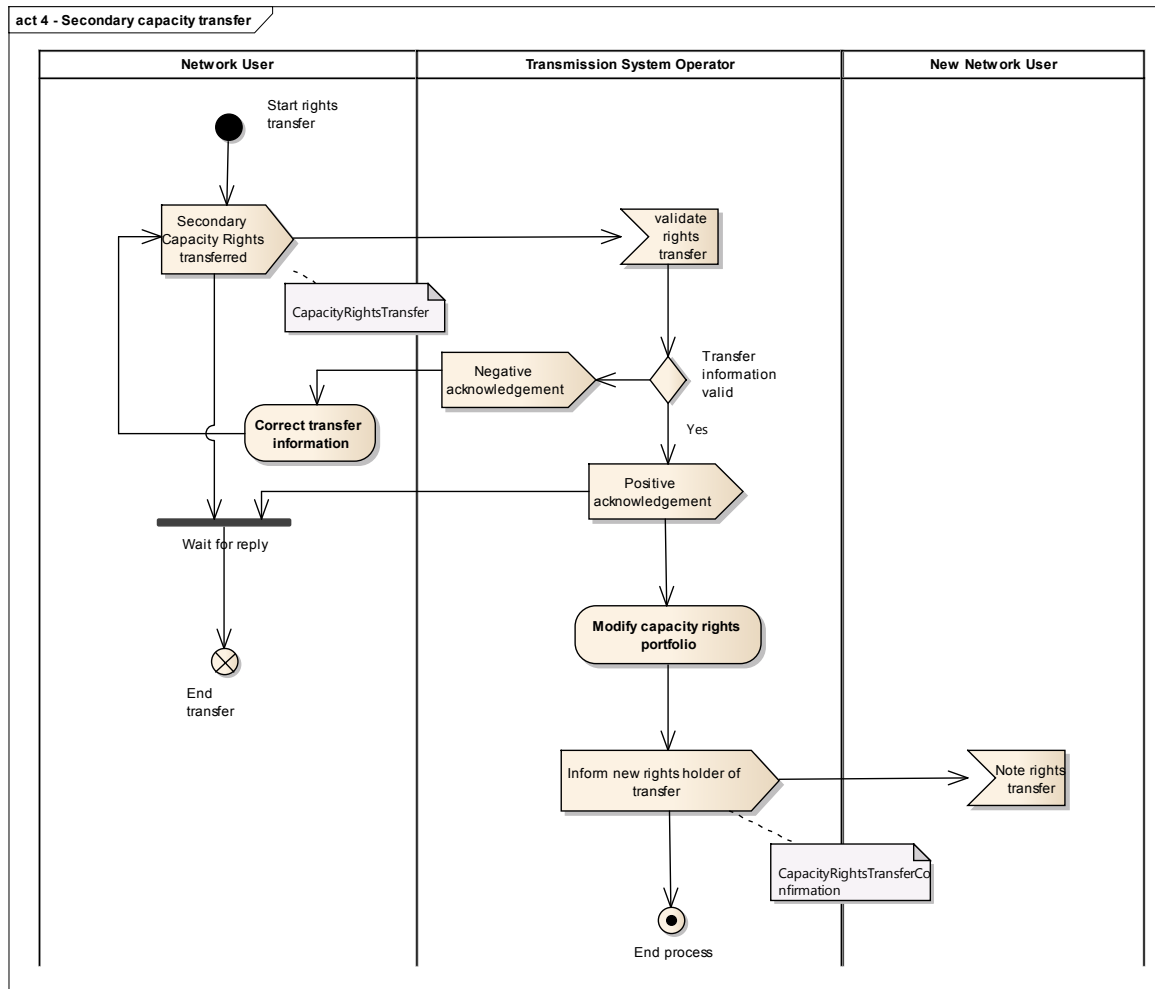 act 4 - Secondary capacity transfer
Network User
Transmission System Operator
New Network User
Start rights
transfer
Secondary
Capacity Rights
transferred
validate
rights
transfer
CapacityRightsTransfer
Negative
acknowledgement
Transfer
information
valid
Correct transfer
information
Yes
Positive
acknowledgement
Wait for reply
Modify capacity rights
portfolio
End
transfer
Inform new rights holder of
transfer
Note rights
transfer
CapacityRightsTransferCo
nfirmation
End process